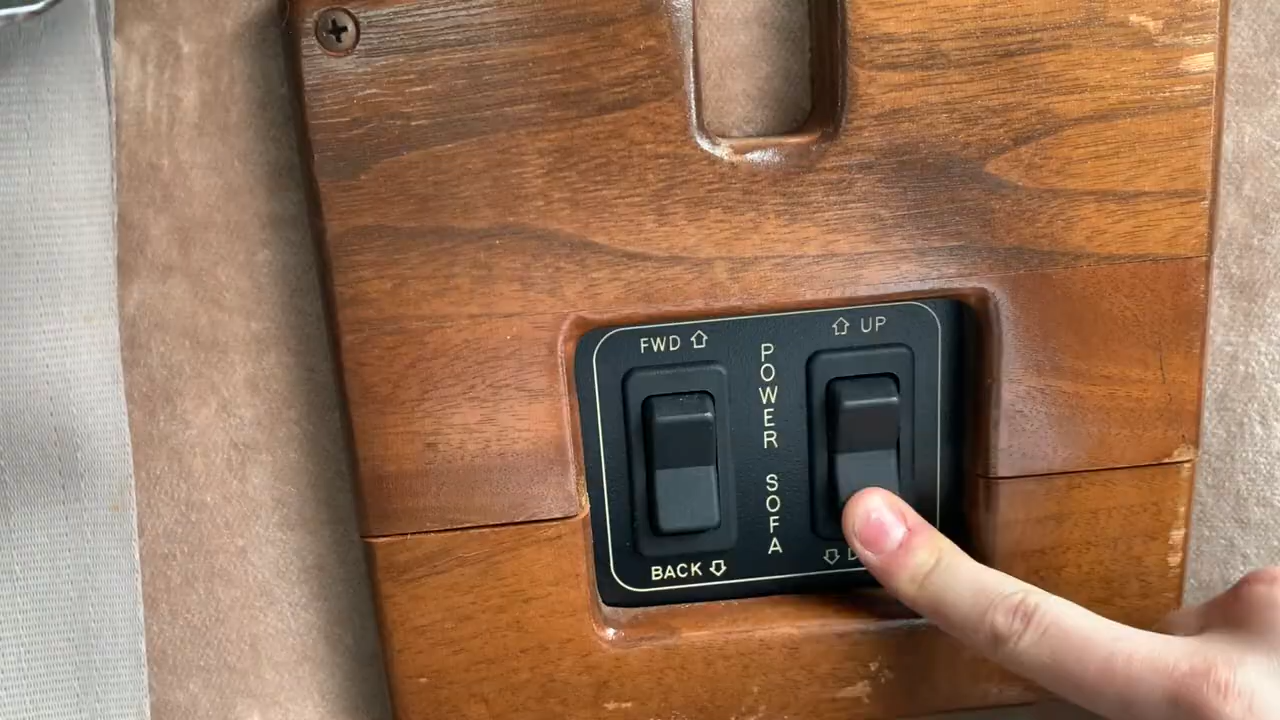 FWD ⇧
⇧ UP
POWER SOFA
BACK ⇩
⇩ D